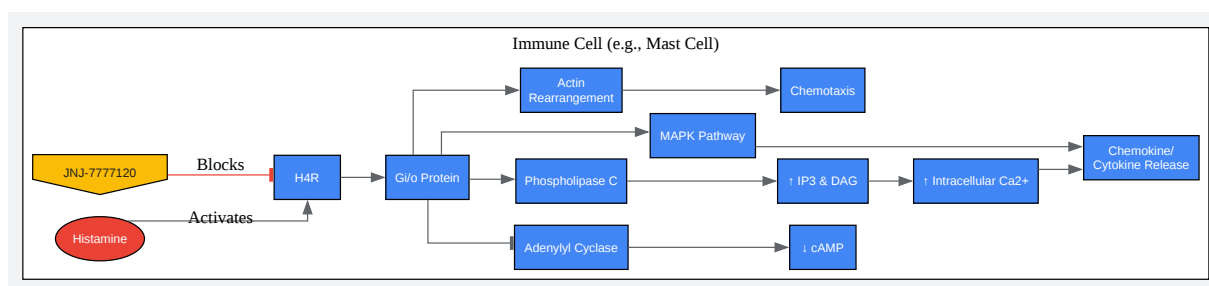 Immune Cell (e.g., Mast Cell)
Actin
Rearrangement
Chemotaxis
MAPK Pathway
Chemokine/
Cytokine Release
JNJ-7777120
Blocks
H4R
Gi/o Protein
Phospholipase C
↑ IP3 & DAG
↑ Intracellular Ca2+
Activates
Histamine
Adenylyl Cyclase
↓ cAMP